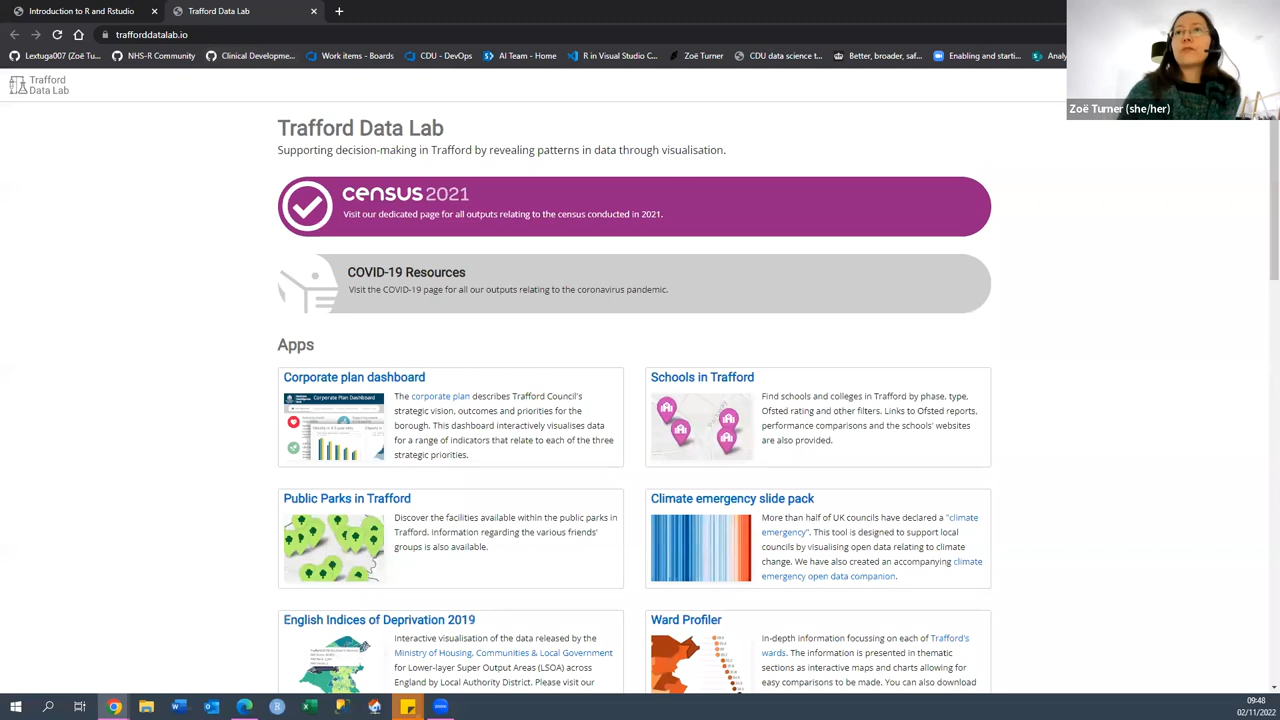 Introduction to R and Rstudio
Trafford Data Lab
trafforddatalab.io
Lextuga007 (Zoë Tu...
NHS-R Community
Clinical Developme...
Work items - Boards
CDU - DevOps
AI Team - Home
R in Visual Studio C...
Zoë Turner
CDU data science t...
Better, broader, saf...
Enabling and starti...
Analy
Zoë Turner (she/her)
Trafford
Data Lab
Trafford Data Lab
Supporting decision-making in Trafford by revealing patterns in data through visualisation.
census 2021
Visit our dedicated page for all outputs relating to the census conducted in 2021.
COVID-19 Resources
Visit the COVID-19 page for all our outputs relating to the coronavirus pandemic.
Apps
Corporate plan dashboard
Corporate Plan Dashboard
The corporate plan describes Trafford Council's
strategic vision, outcomes and priorities for the
borough. This dashboard interactively visualises data
for a range of indicators that relate to each of the three
strategic priorities.
Schools in Trafford
Find schools and colleges in Trafford by phase, type,
Ofsted rating and other filters. Links to Ofsted reports,
performance comparisons and the schools' websites
are also provided.
Public Parks in Trafford
Discover the facilities available within the public parks in
Trafford. Information regarding the various friends'
groups is also available.
Climate emergency slide pack
More than half of UK councils have declared a "climate
emergency". This tool is designed to support local
councils by visualising open data relating to climate
change. We have also created an accompanying climate
emergency open data companion.
English Indices of Deprivation 2019
Interactive visualisation of the data released by the
Ministry of Housing, Communities & Local Government
for Lower-layer Super Output Areas (LSOA) across
England by Local Authority District. Please visit our
Ward Profiler
In-depth information focussing on each of Trafford's
wards. The information is presented in thematic
sections as interactive maps and charts allowing for
easy comparisons to be made. You can also download
09:48
02/11/2022